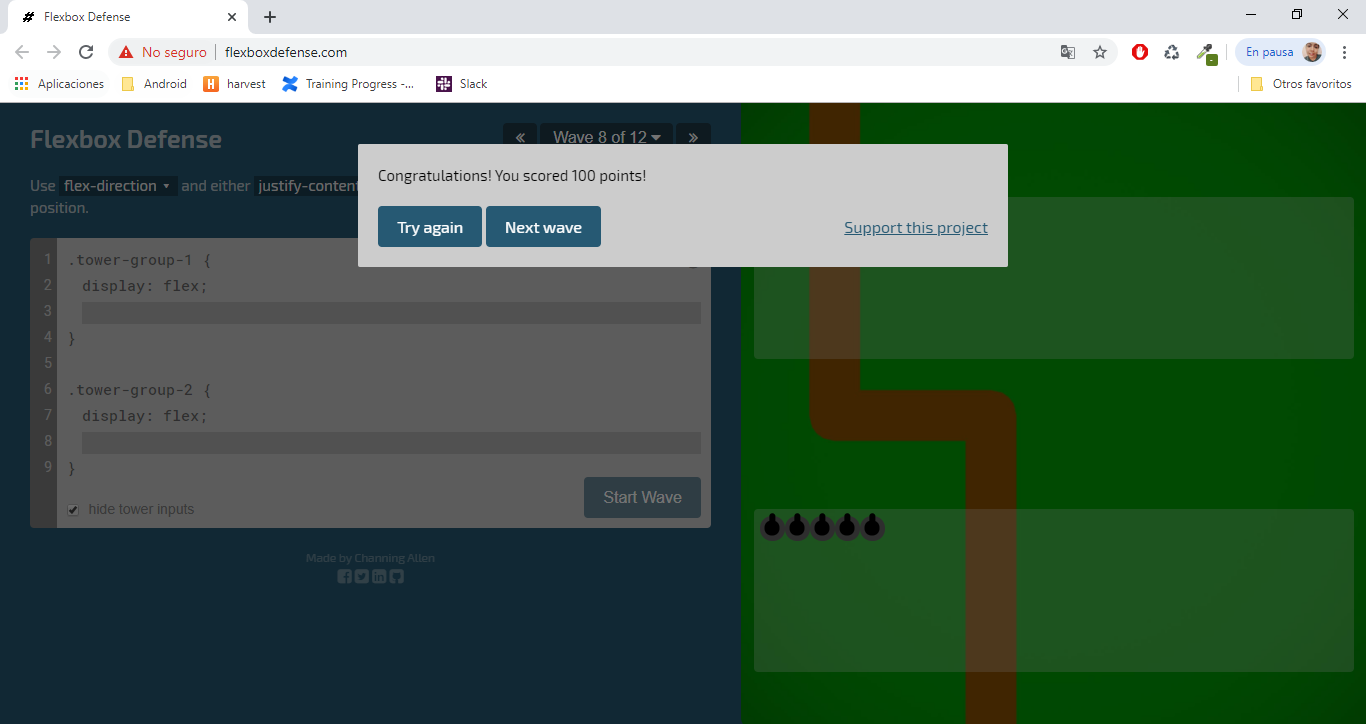 Flexbox Defense
No seguro
flexboxdefense.com
En pausa
Aplicaciones
Android
harvest
Training Progress -...
Slack
Otros favoritos
Flexbox Defense
Wave 8 of 12
Use flex-direction and either justify-content
position.
Congratulations! You scored 100 points!
Try again
Next wave
Support this project
1 .tower-group-1 {
2 display: flex;
3
4 }
5
6 .tower-group-2 {
7 display: flex;
8
9 }
hide tower inputs
Start Wave
Made by Channing Allen